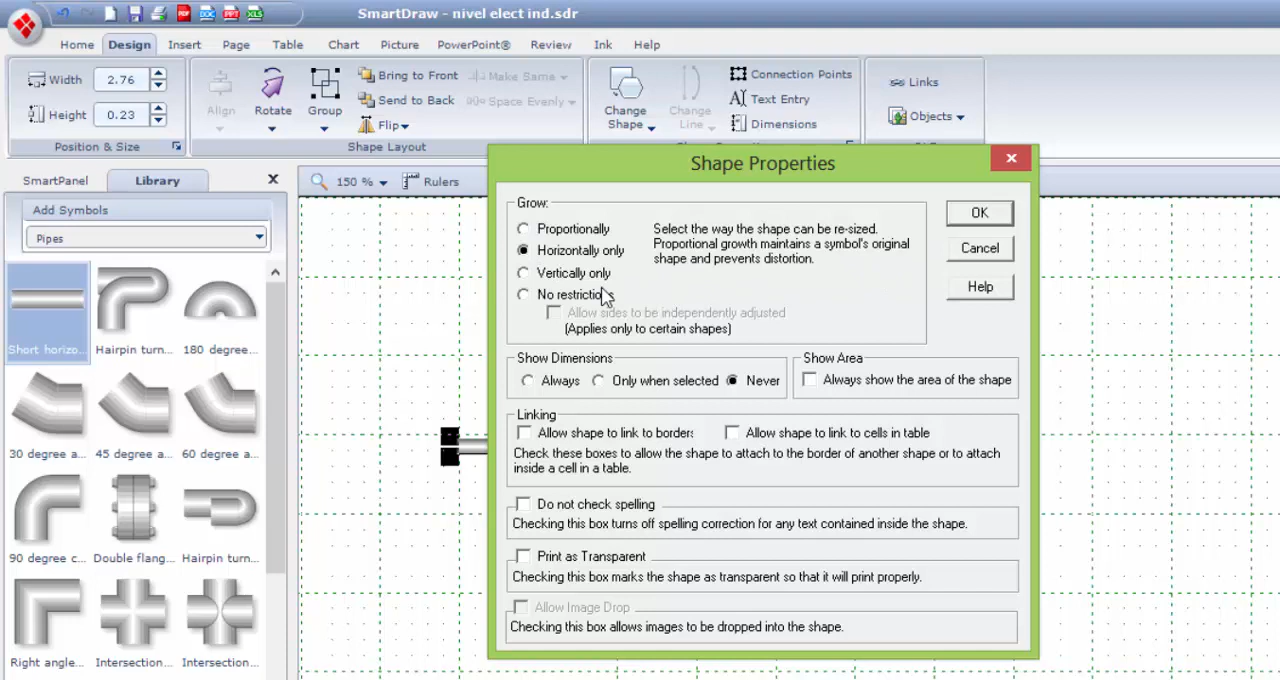 SmartDraw - nivel elect ind.sdr
Home Design Insert Page Table Chart Picture PowerPoint® Review Ink Help
Width 2.76
Height 0.23
Position & Size
Align
Rotate
Group
Bring to Front
Send to Back
Flip
Make Same
Space Evenly
Shape Layout
Change Shape
Change Line
Connection Points
Text Entry
Dimensions
Links
Objects
SmartPanel Library
150 % Rulers
Add Symbols
Pipes
Short horizo...
Hairpin turn...
180 degree...
30 degree a...
45 degree a...
60 degree a...
90 degree c...
Double flang...
Hairpin turn...
Right angle...
Intersection...
Intersection...
Shape Properties
Grow:
Proportionally
Horizontally only
Vertically only
No restrictions
Allow sides to be independently adjusted
(Applies only to certain shapes)
Select the way the shape can be re-sized.
Proportional growth maintains a symbol's original
shape and prevents distortion.
OK
Cancel
Help
Show Dimensions
Always Only when selected Never
Show Area
Always show the area of the shape
Linking
Allow shape to link to borders Allow shape to link to cells in table
Check these boxes to allow the shape to attach to the border of another shape or to attach
inside a cell in a table.
Do not check spelling
Checking this box turns off spelling correction for any text contained inside the shape.
Print as Transparent
Checking this box marks the shape as transparent so that it will print properly.
Allow Image Drop
Checking this box allows images to be dropped into the shape.